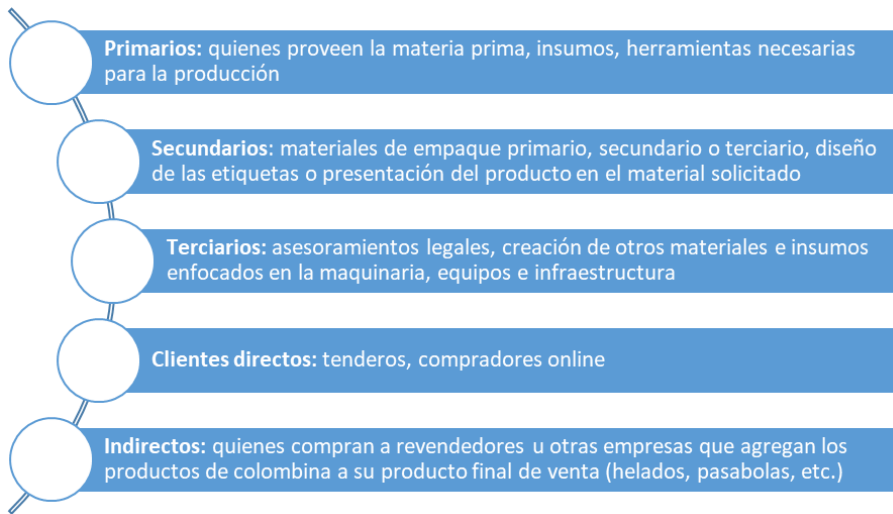 Primarios: quienes proveen la materia prima, insumos, herramientas necesarias
para la producción
Secundarios: materiales de empaque primario, secundario o terciario, diseño
de las etiquetas o presentación del producto en el material solicitado
Terciarios: asesoramientos legales, creación de otros materiales e insumos
enfocados en la maquinaria, equipos e infraestructura
Clientes directos: tenderos, compradores online
Indirectos: quienes compran a revendedores u otras empresas que agregan los
productos de colombina a su producto final de venta (helados, pasabolas, etc.)